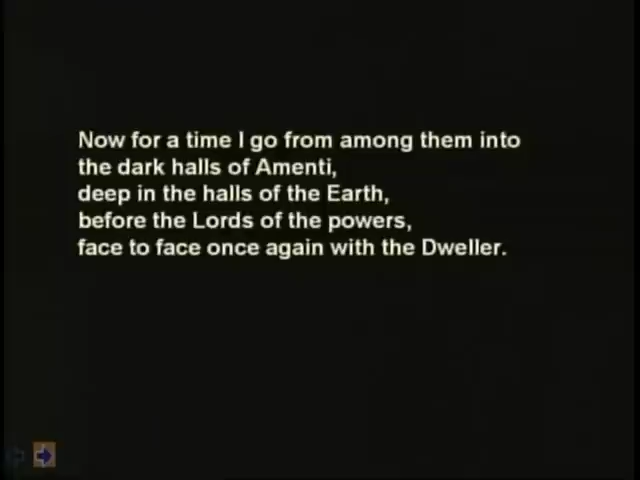 Now for a time I go from among them into
the dark halls of Amenti,
deep in the halls of the Earth,
before the Lords of the powers,
face to face once again with the Dweller.